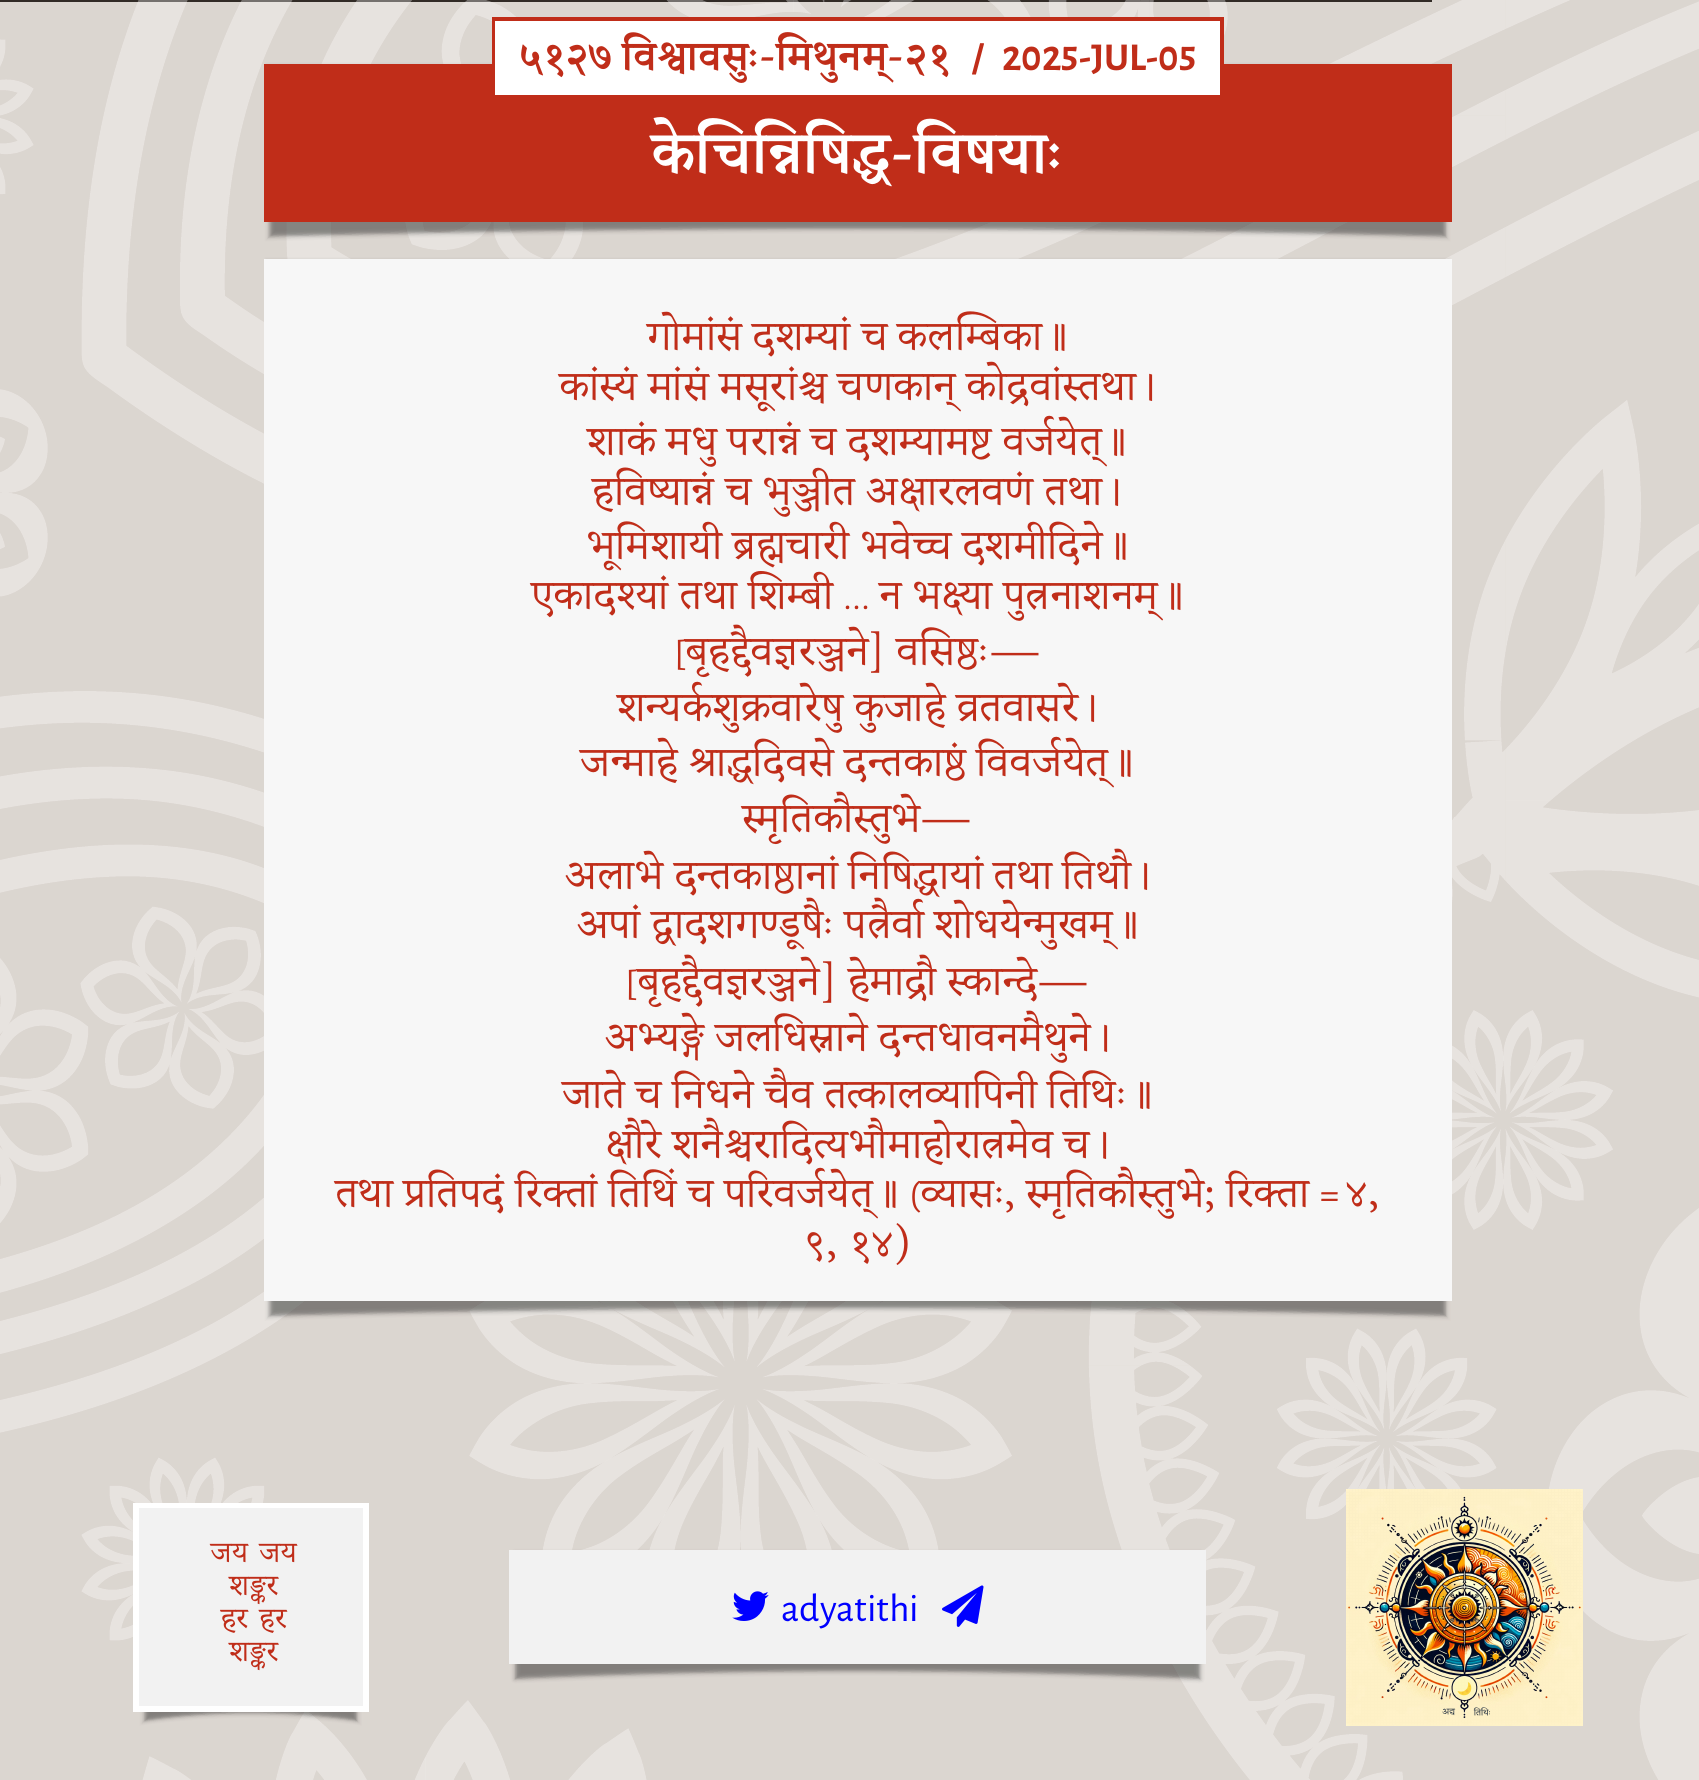 ५१२७ विश्वावसुः-मिथुनम्-२१ / 2025-JUL-05
केचिन्निषिद्ध-विषयाः
गोमांसं दशम्यां च कलम्बिका॥
कांस्यं मांसं मसूरांश्च चणकान् कोद्रवांस्तथा।
शाकं मधु परान्नं च दशम्यामष्ट वर्जयेत्॥
हविष्यान्नं च भुञ्जीत अक्षारलवणं तथा।
भूमिशायी ब्रह्मचारी भवेच्च दशमीदिने॥
एकादश्यां तथा शिम्बी … न भक्ष्या पुत्रनाशनम्॥
[बृहद्दैवज्ञरञ्जने] वसिष्ठः—
शन्यर्कशुक्रवारेषु कुजाहे व्रतवासरे।
जन्माहे श्राद्धदिवसे दन्तकाष्ठं विवर्जयेत्॥
स्मृतिकौस्तुभे—
अलाभे दन्तकाष्ठानां निषिद्धायां तथा तिथौ।
अपां द्वादशगण्डूषैः पत्रैर्वा शोधयेन्मुखम्॥
[बृहद्दैवज्ञरञ्जने] हेमाद्रौ स्कान्दे—
अभ्यङ्गे जलधिस्नाने दन्तधावनमैथुने।
जाते च निधने चैव तत्कालव्यापिनी तिथिः॥
क्षौरे शनैश्चरादित्यभौमाहोरात्रमेव च।
तथा प्रतिपदं रिक्तां तिथिं च परिवर्जयेत्॥ (व्यासः, स्मृतिकौस्तुभे; रिक्ता = ४,
९, १४)
जय जय
शङ्कर
हर हर
शङ्कर
adyatithi
अद्य तिथिः